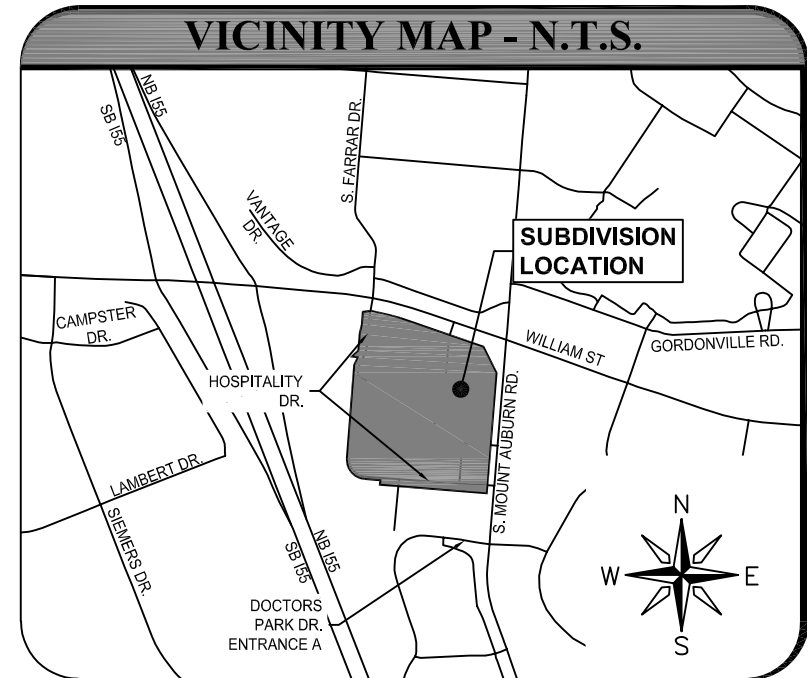 VICINITY MAP - N.T.S.
NB I55
SB I55
S. FARRAR DR.
VANTAGE
DR.
SUBDIVISION
LOCATION
CAMPSTER
DR.
WILLIAM ST
GORDONVILLE RD.
HOSPITALITY
DR.
S. MOUNT AUBURN RD.
LAMBERT DR.
SIEMERS DR.
NB I55
SB I55
N
W
E
S
DOCTORS
PARK DR.
ENTRANCE A